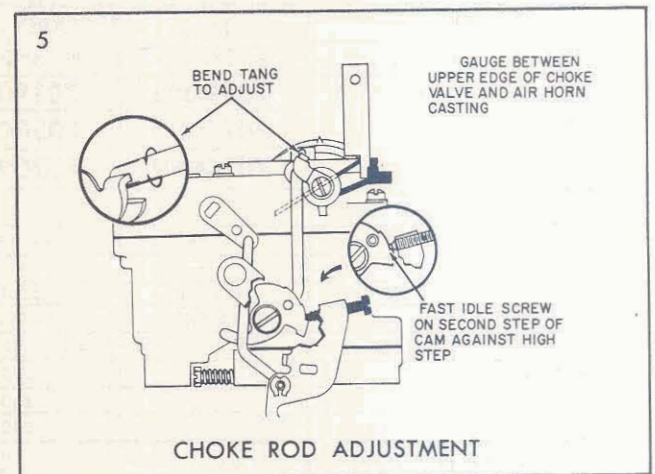 5
BEND TANG
TO ADJUST
GAUGE BETWEEN
UPPER EDGE OF CHOKE
VALVE AND AIR HORN
CASTING
FAST IDLE SCREW
ON SECOND STEP OF
CAM AGAINST HIGH
STEP
CHOKE ROD ADJUSTMENT